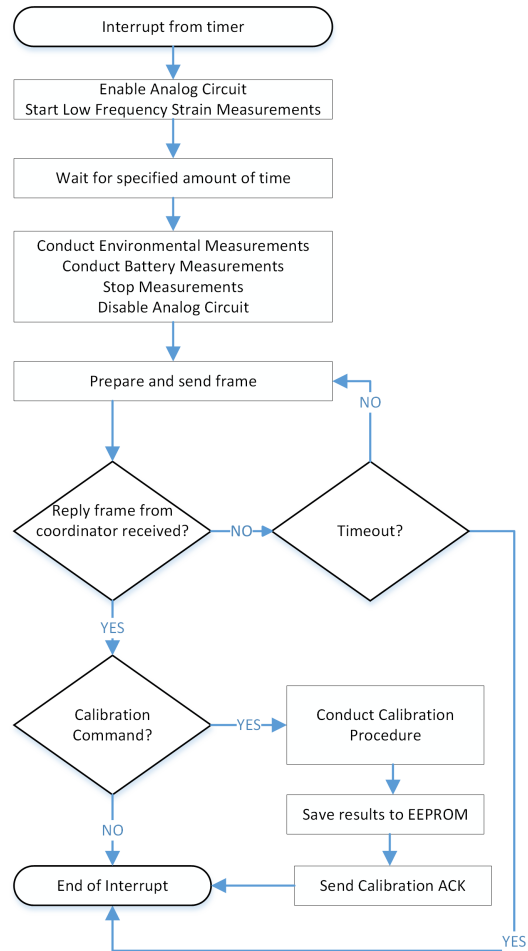 Interrupt from timer
Enable Analog Circuit
Start Low Frequency Strain Measurements
Wait for specified amount of time
Conduct Environmental Measurements
Conduct Battery Measurements
Stop Measurements
Disable Analog Circuit
Prepare and send frame
NO
Reply frame from
coordinator received?
NO
Timeout?
YES
Calibration
Command?
YES
Conduct Calibration
Procedure
Save results to EEPROM
NO
End of Interrupt
Send Calibration ACK
YES